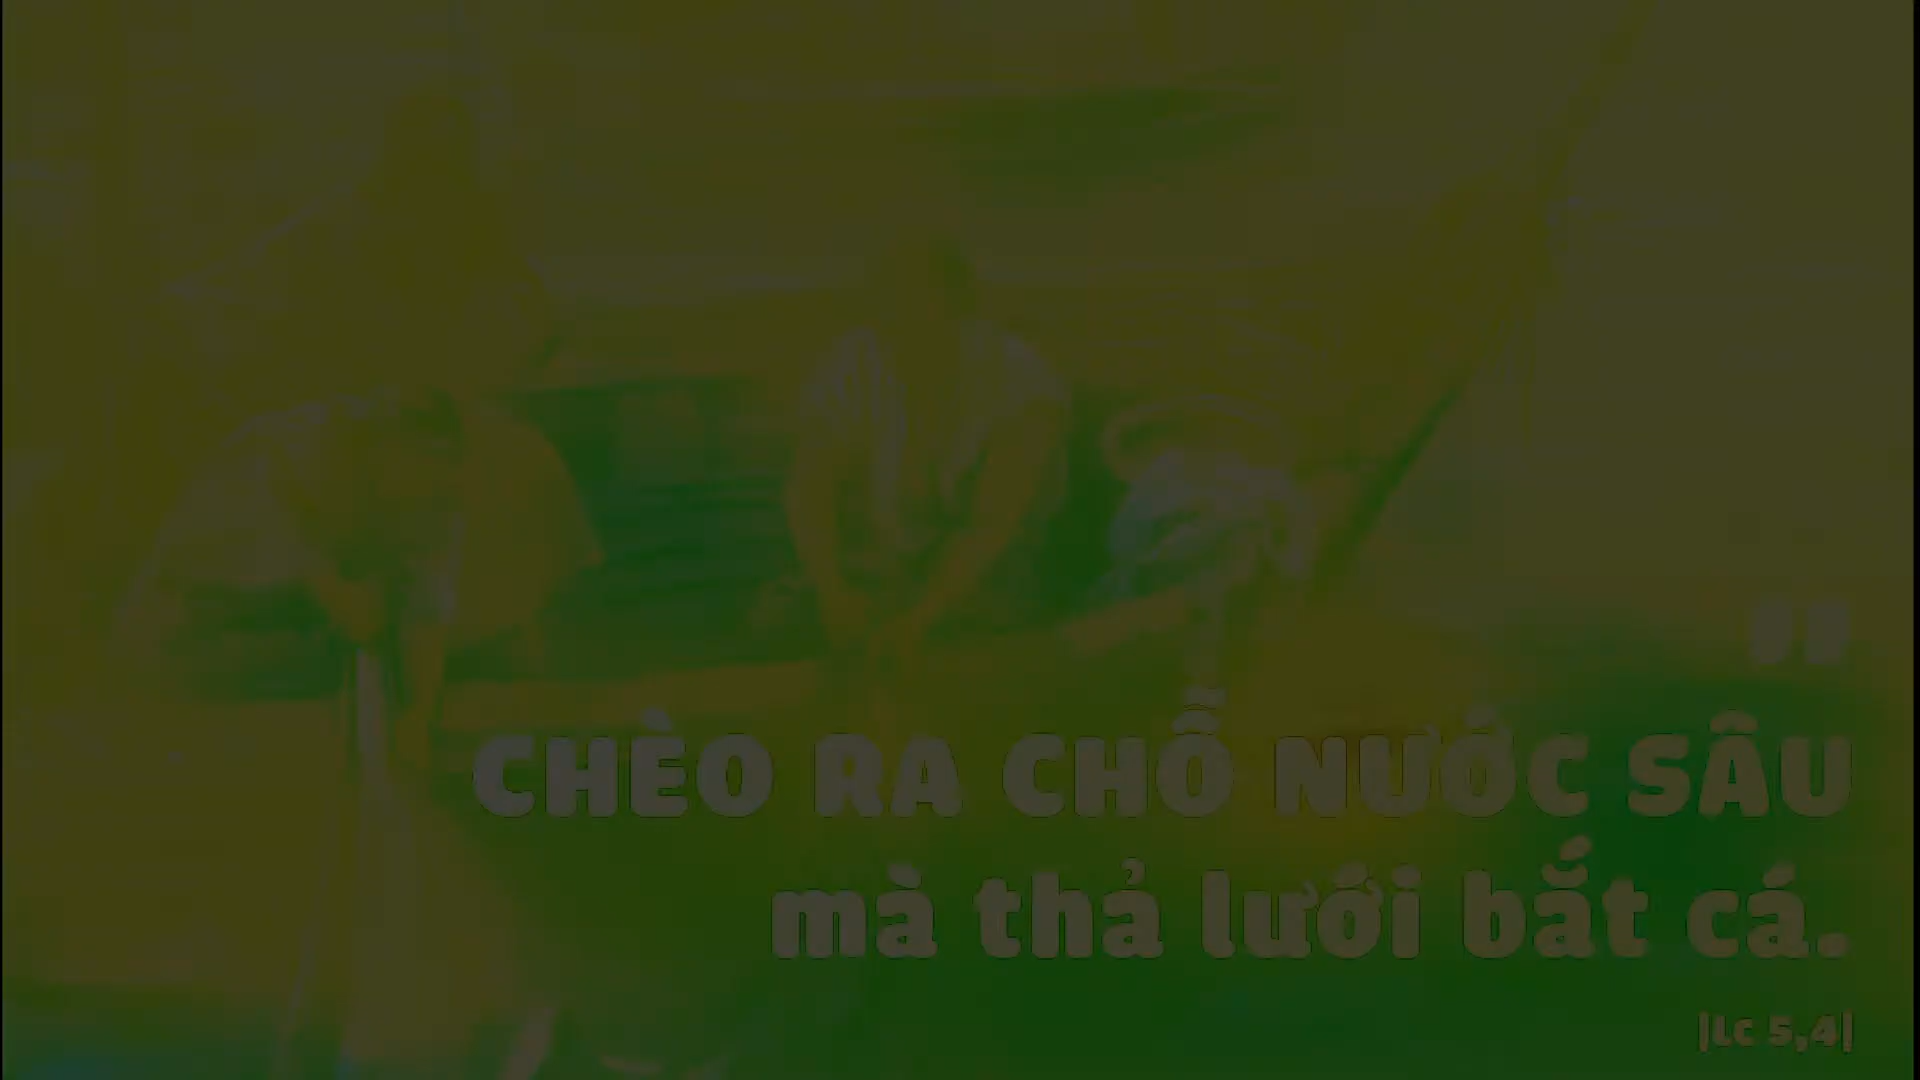 "
CHÈO RA CHỖ NƯỚC SÂU
mà thả lưới bắt cá.
|Lc 5,4|